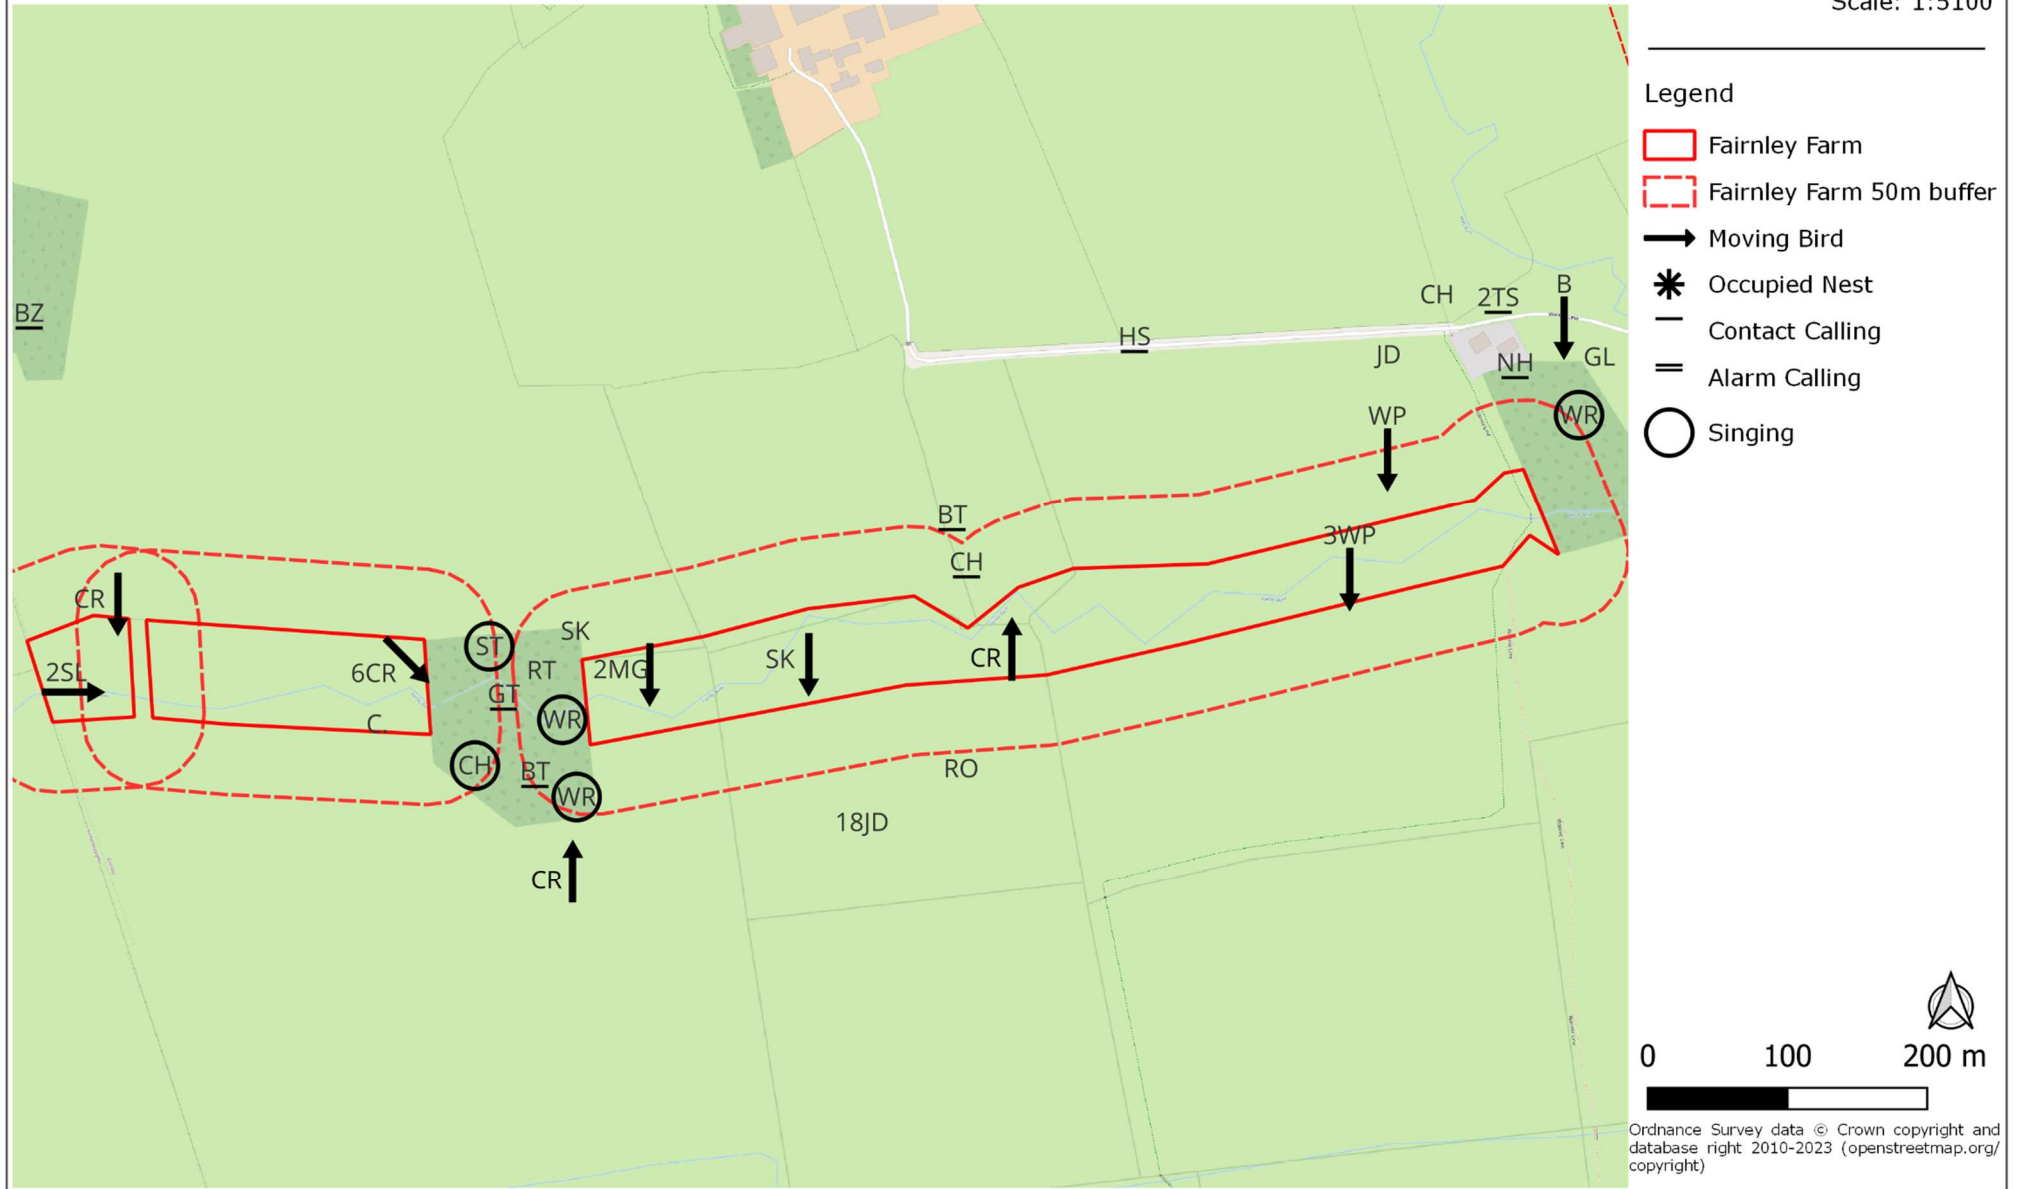 Scale: 1:5100
Legend
Fairnley Farm
Fairnley Farm 50m buffer
Moving Bird
Occupied Nest
Contact Calling
Alarm Calling
Singing
BZ
CH
2TS
B
HS
JD
NH
GL
WR
WP
BT
CH
3WP
CR
ST
SK
2SL
6CR
RT
2MG
SK
CR
GT
WR
C.
CH
BT
WR
RO
18JD
CR
0 100 200 m
Ordnance Survey data © Crown copyright and
database right 2010-2023 (openstreetmap.org/
copyright)